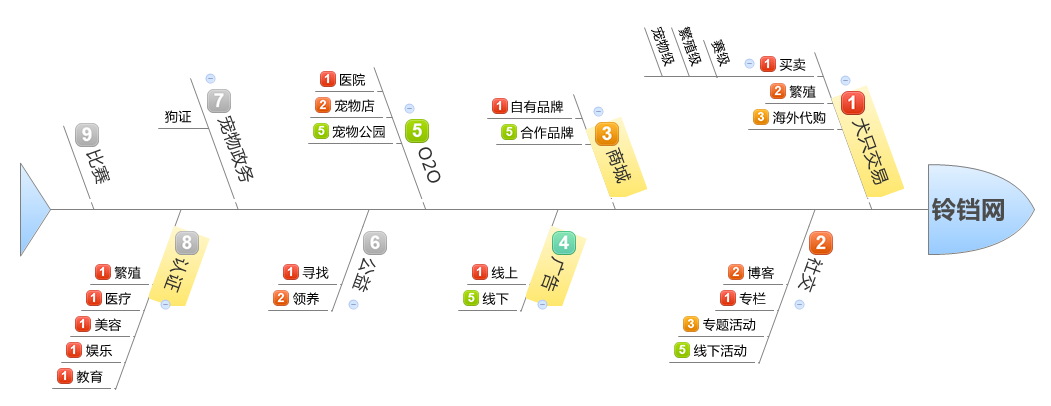 铃铛网
1 犬只交易
1 买卖
宠物级
繁殖级
赛级
2 繁殖
3 海外代购
2 社交
2 博客
1 专栏
3 专题活动
5 线下活动
3 商城
1 自有品牌
5 合作品牌
4 广告
1 线上
5 线下
5 O2O
1 医院
2 宠物店
5 宠物公园
6 公益
1 寻找
2 领养
7 宠物政务
狗证
8 认证
1 繁殖
1 医疗
1 美容
1 娱乐
1 教育
9 比赛